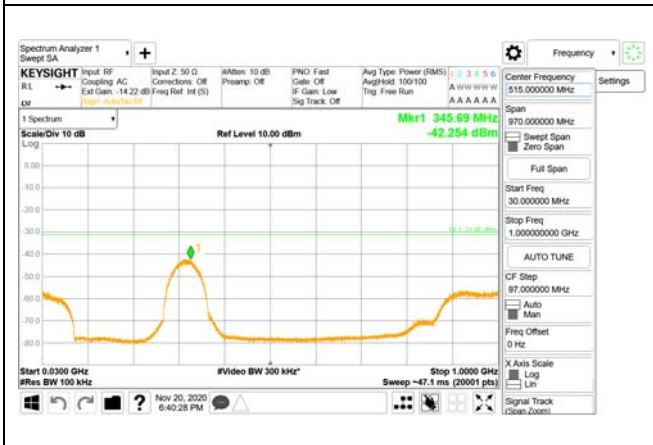 Spectrum Analyzer 1
Swept SA
Frequency
KEYSIGHT
RL
Input: RF
Coupling: AC
Ext Gain: -14.22 dB
Align: Auto/No RF
Input Z: 50 Ω
Corrections: Off
Freq Ref: Int (S)
#Atten: 10 dB
Preamp: Off
PNO: Fast
Gate: Off
IF Gain: Low
Sig Track: Off
Avg Type: Power (RMS)
Avg|Hold: 100/100
Trig: Free Run
1 2 3 4 5 6
A W W W W W
A A A A A A
1 Spectrum
Scale/Div 10 dB
Ref Level 10.00 dBm
Mkr1 345.69 MHz
-42.254 dBm
Log
0.00
-10.0
-20.0
-30.0
-40.0
-50.0
-60.0
-70.0
-80.0
1
Start 0.0300 GHz
#Res BW 100 kHz
#Video BW 300 kHz*
Stop 1.0000 GHz
Sweep ~47.1 ms (20001 pts)
Nov 20, 2020
6:40:28 PM
Center Frequency
515.000000 MHz
Settings
Span
970.000000 MHz
Swept Span
Zero Span
Full Span
Start Freq
30.000000 MHz
Stop Freq
1.000000000 GHz
AUTO TUNE
CF Step
97.000000 MHz
Auto
Man
Freq Offset
0 Hz
X Axis Scale
Log
Lin
Signal Track
(Span Zoom)